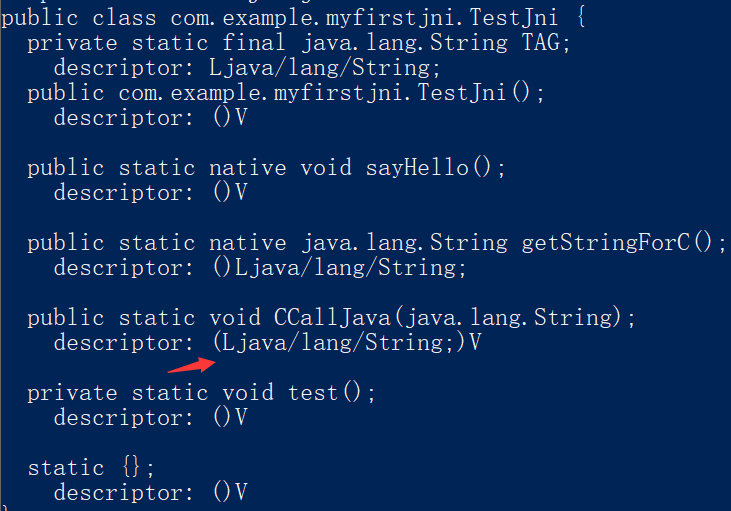 public class com.example.myfirstjni.TestJni {
private static final java.lang.String TAG;
descriptor: Ljava/lang/String;
public com.example.myfirstjni.TestJni();
descriptor: ()V
public static native void sayHello();
descriptor: ()V
public static native java.lang.String getStringForC();
descriptor: ()Ljava/lang/String;
public static void CCallJava(java.lang.String);
descriptor: (Ljava/lang/String;)V
private static void test();
descriptor: ()V
static {};
descriptor: ()V